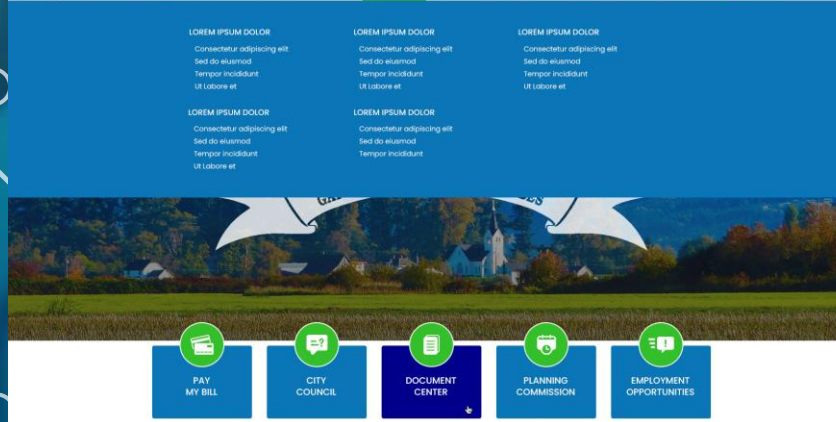 LOREM IPSUM DOLOR
Consectetur adipiscing elit
Sed do eiusmod
Tempor incididunt
Ut Labore et
LOREM IPSUM DOLOR
Consectetur adipiscing elit
Sed do eiusmod
Tempor incididunt
Ut Labore et
LOREM IPSUM DOLOR
Consectetur adipiscing elit
Sed do eiusmod
Tempor incididunt
Ut Labore et
LOREM IPSUM DOLOR
Consectetur adipiscing elit
Sed do eiusmod
Tempor incididunt
Ut Labore et
LOREM IPSUM DOLOR
Consectetur adipiscing elit
Sed do eiusmod
Tempor incididunt
PAY
MY BILL
CITY
COUNCIL
DOCUMENT
CENTER
PLANNING
COMMISSION
EMPLOYMENT
OPPORTUNITIES